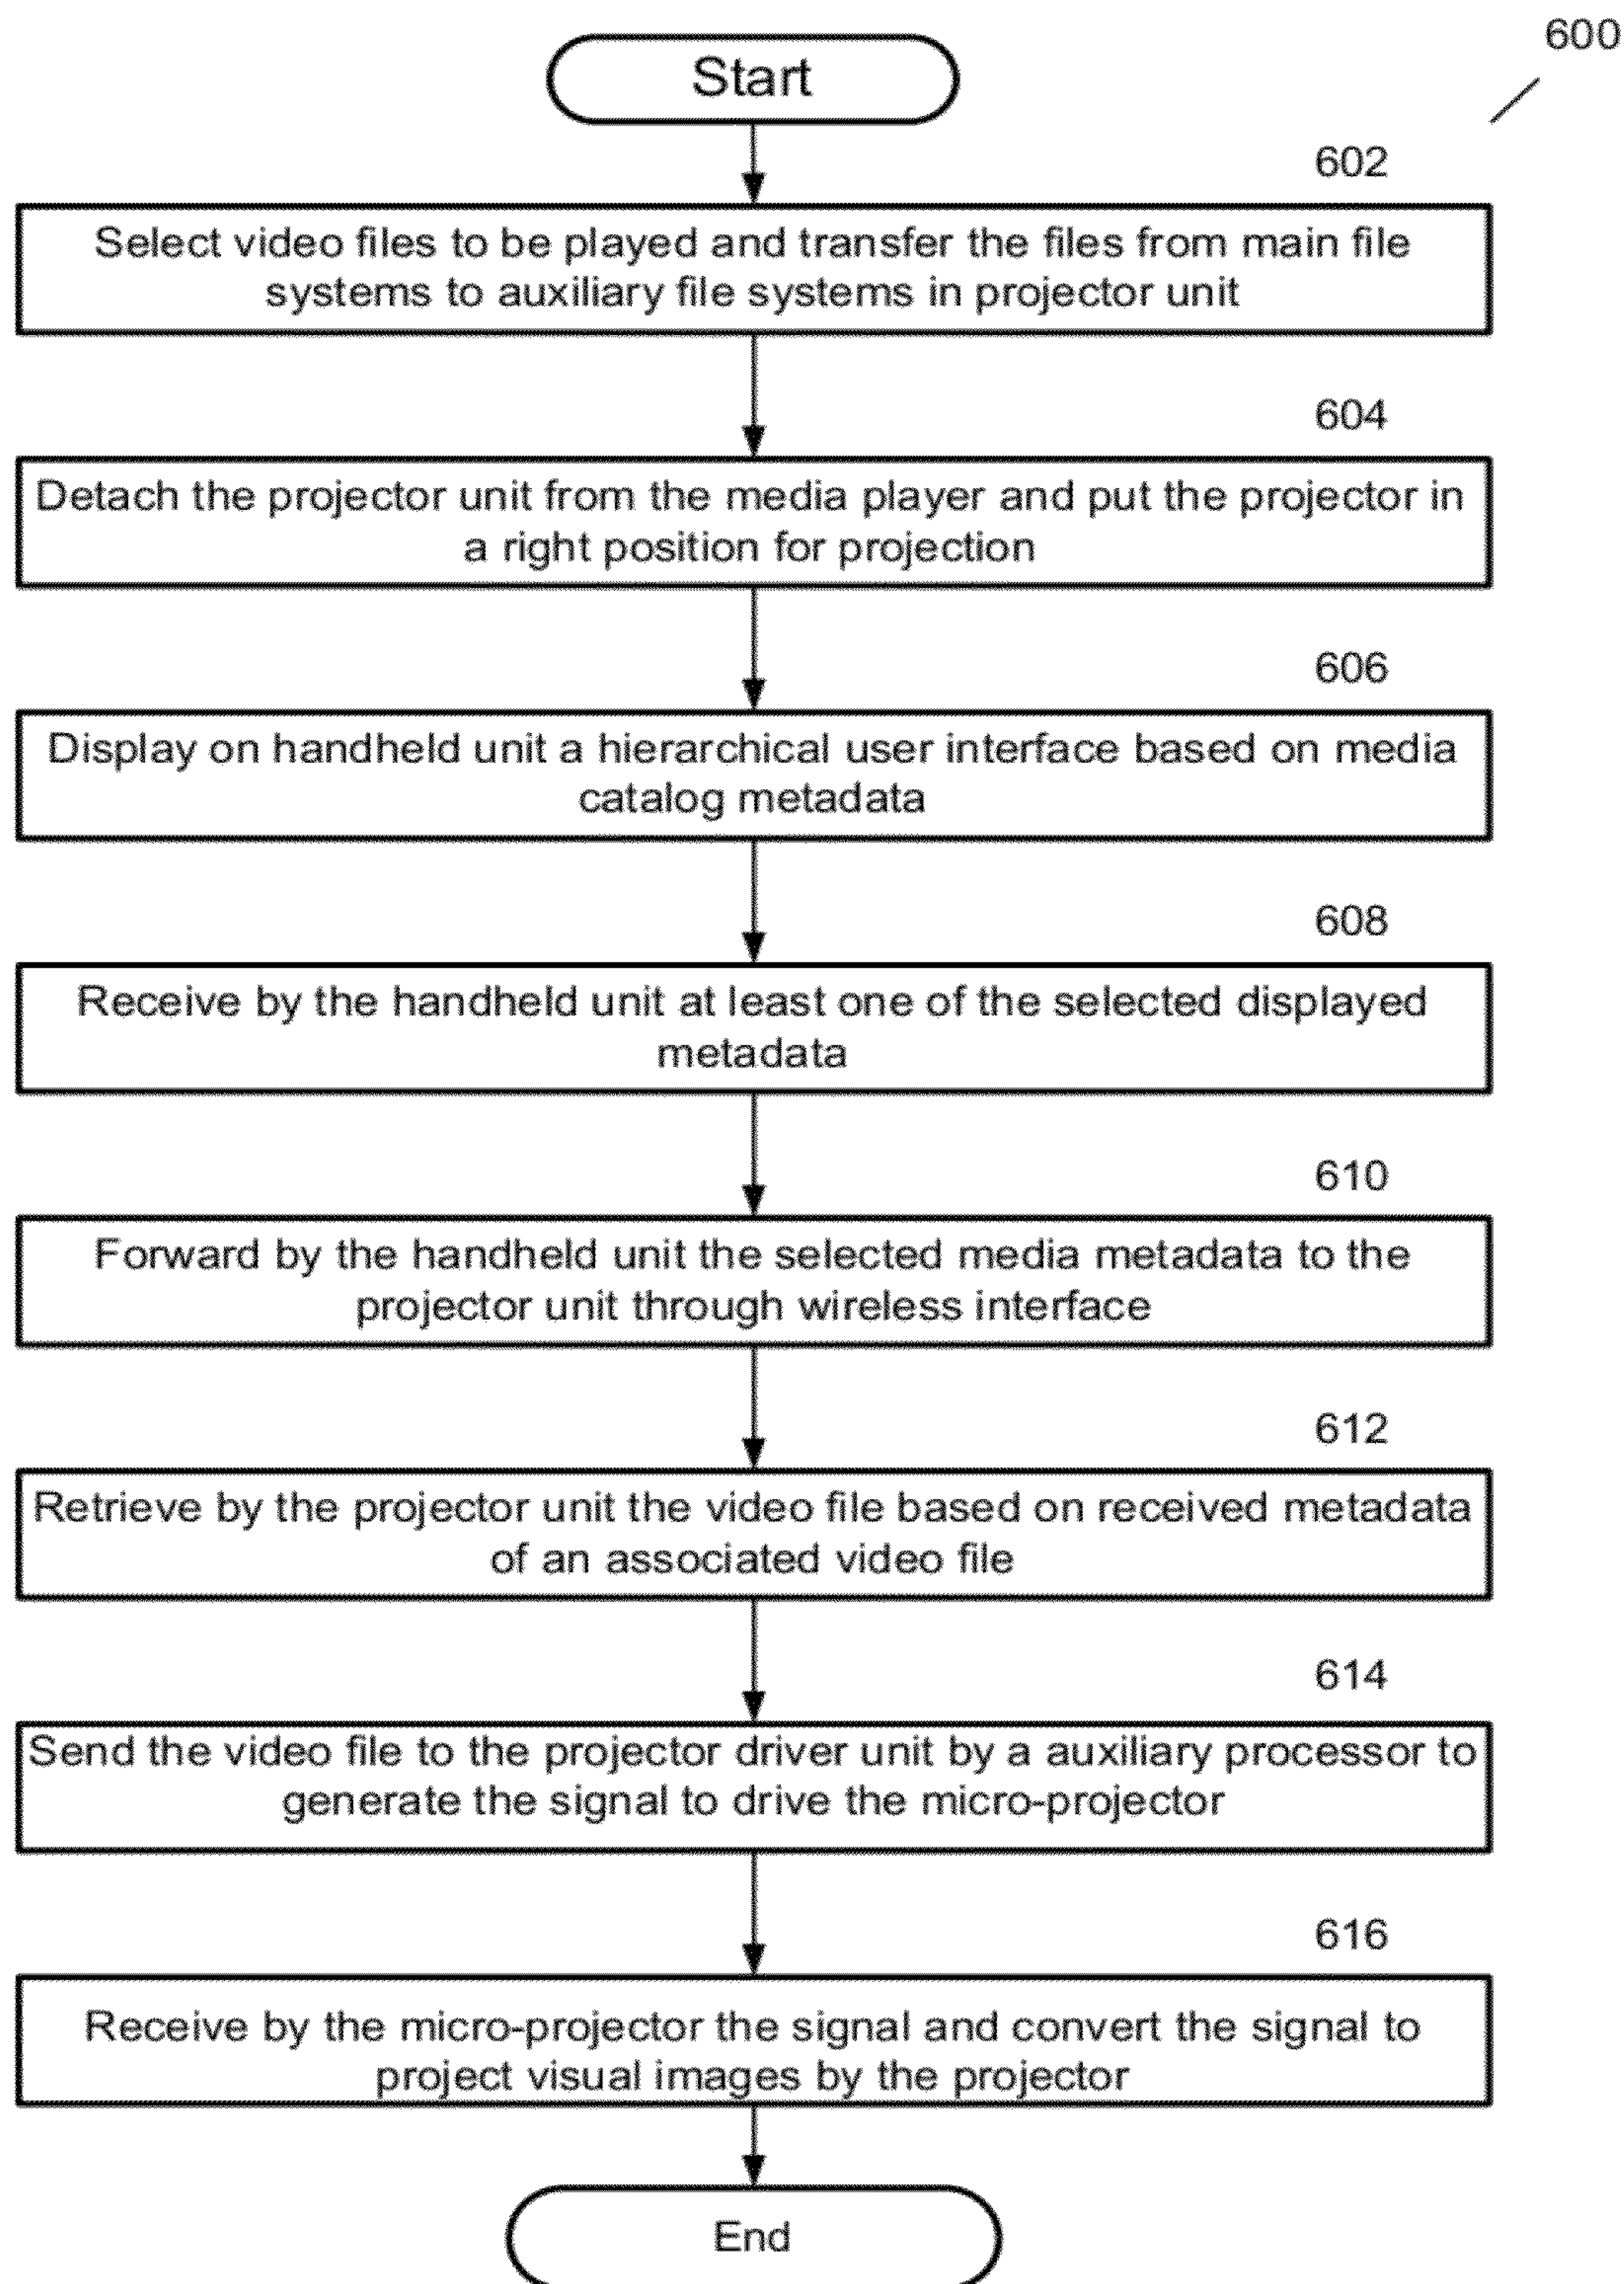 600
Start
602
Select video files to be played and transfer the files from main file
systems to auxiliary file systems in projector unit
604
Detach the projector unit from the media player and put the projector in
a right position for projection
606
Display on handheld unit a hierarchical user interface based on media
catalog metadata
608
Receive by the handheld unit at least one of the selected displayed
metadata
610
Forward by the handheld unit the selected media metadata to the
projector unit through wireless interface
612
Retrieve by the projector unit the video file based on received metadata
of an associated video file
614
Send the video file to the projector driver unit by a auxiliary processor to
generate the signal to drive the micro-projector
616
Receive by the micro-projector the signal and convert the signal to
project visual images by the projector
End